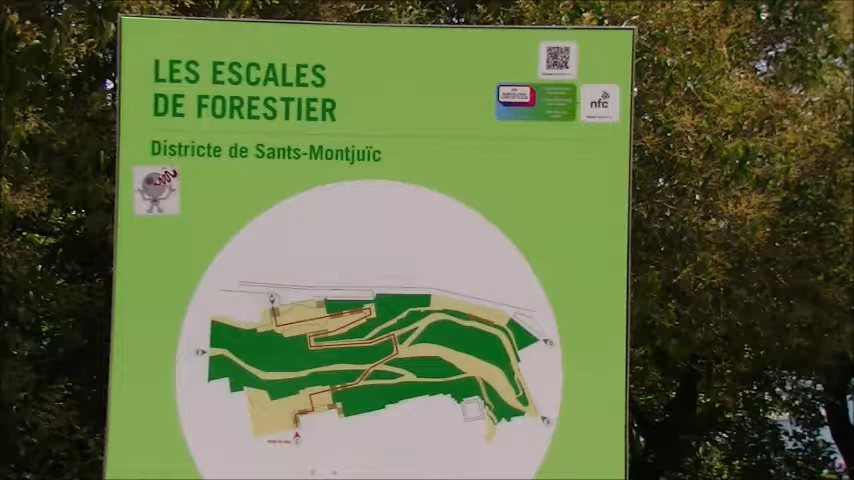 LES ESCALES
DE FORESTIER
nfc
Districte de Sants-Montjuïc